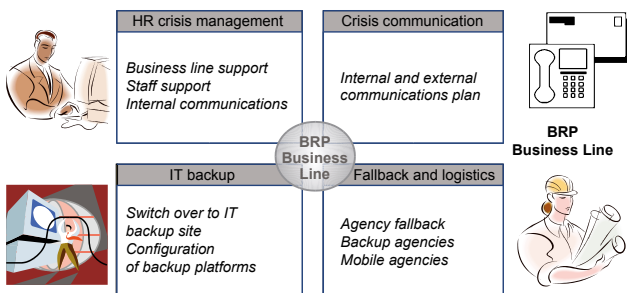 HR crisis management
Business line support
Staff support
Internal communications
Crisis communication
Internal and external
communications plan
BRP
Business Line
BRP
Business
Line
IT backup
Switch over to IT
backup site
Configuration
of backup platforms
Fallback and logistics
Agency fallback
Backup agencies
Mobile agencies